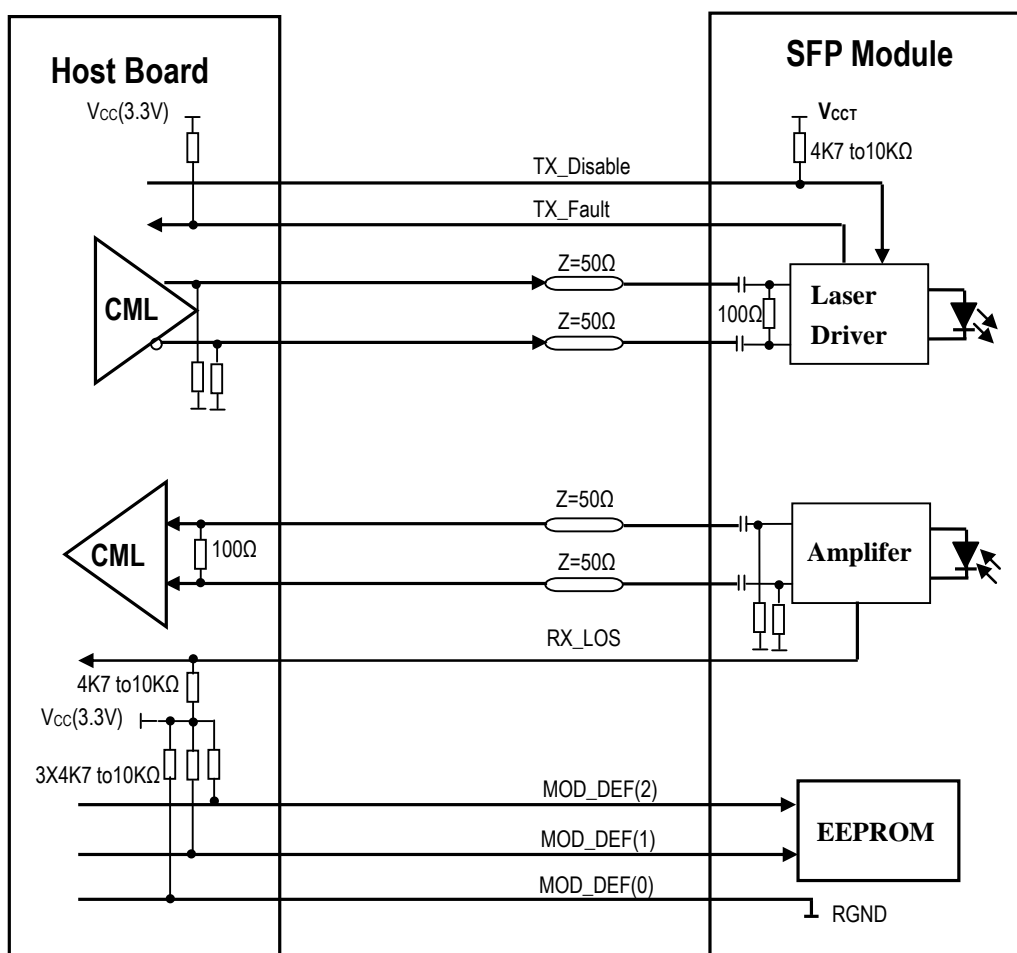 Host Board
SFP Module
Vcc(3.3V)
VCCT
4K7 to10KΩ
TX_Disable
TX_Fault
CML
Z=50Ω
Z=50Ω
100Ω
Laser
Driver
CML
100Ω
Z=50Ω
Z=50Ω
Amplifer
RX_LOS
4K7 to10KΩ
Vcc(3.3V)
3X4K7 to10KΩ
MOD_DEF(2)
MOD_DEF(1)
MOD_DEF(0)
EEPROM
RGND